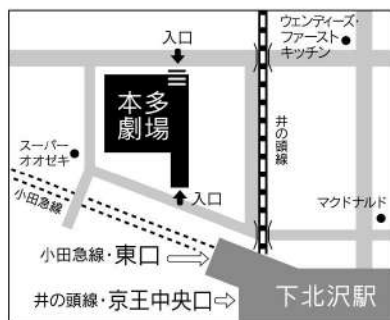 入口
ウェンディーズ・
ファースト
キッチン
本多
劇場
井の頭線
スーパー
オオゼキ
入口
小田急線
マクドナルド
小田急線・東口
井の頭線・京王中央口
下北沢駅